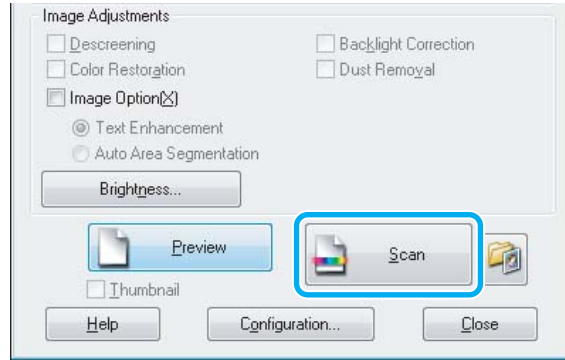 Image Adjustments
Descreening Backlight Correction
Color Restoration Dust Removal
Image Option(X)
Text Enhancement
Auto Area Segmentation
Brightness...
Preview Scan
Thumbnail
Help Configuration... Close